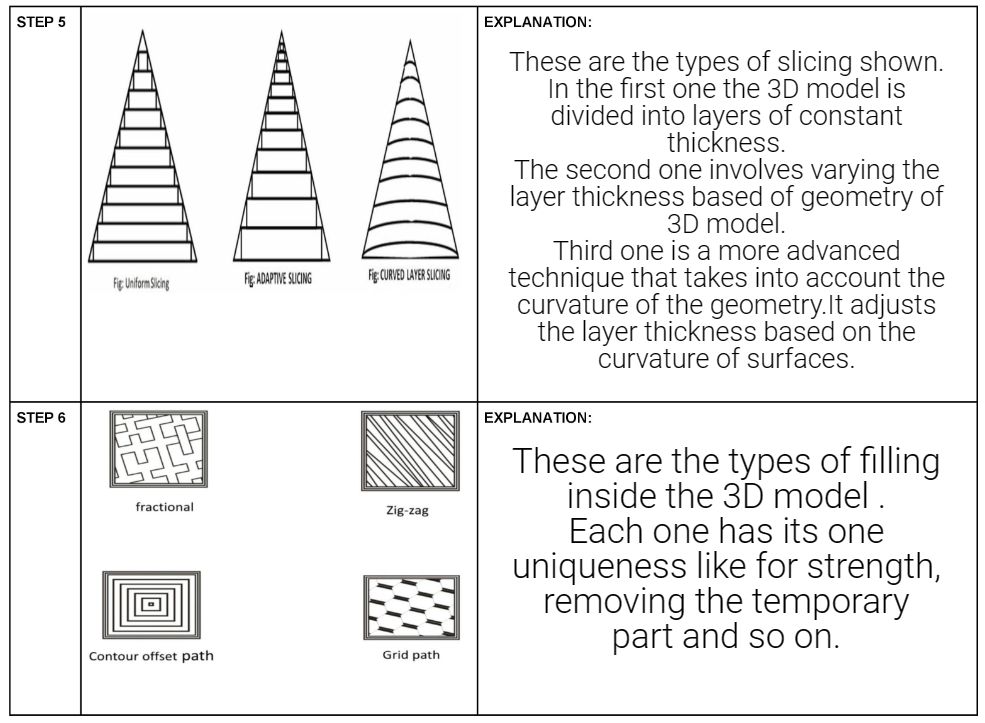 STEP 5
Fig: Uniform Slicing
Fig: ADAPTIVE SLICING
Fig: CURVED LAYER SLICING
EXPLANATION:
These are the types of slicing shown.
In the first one the 3D model is
divided into layers of constant
thickness.
The second one involves varying the
layer thickness based of geometry of
3D model.
Third one is a more advanced
technique that takes into account the
curvature of the geometry.It adjusts
the layer thickness based on the
curvature of surfaces.
STEP 6
fractional
Zig-zag
Contour offset path
Grid path
EXPLANATION:
These are the types of filling
inside the 3D model .
Each one has its one
uniqueness like for strength,
removing the temporary
part and so on.